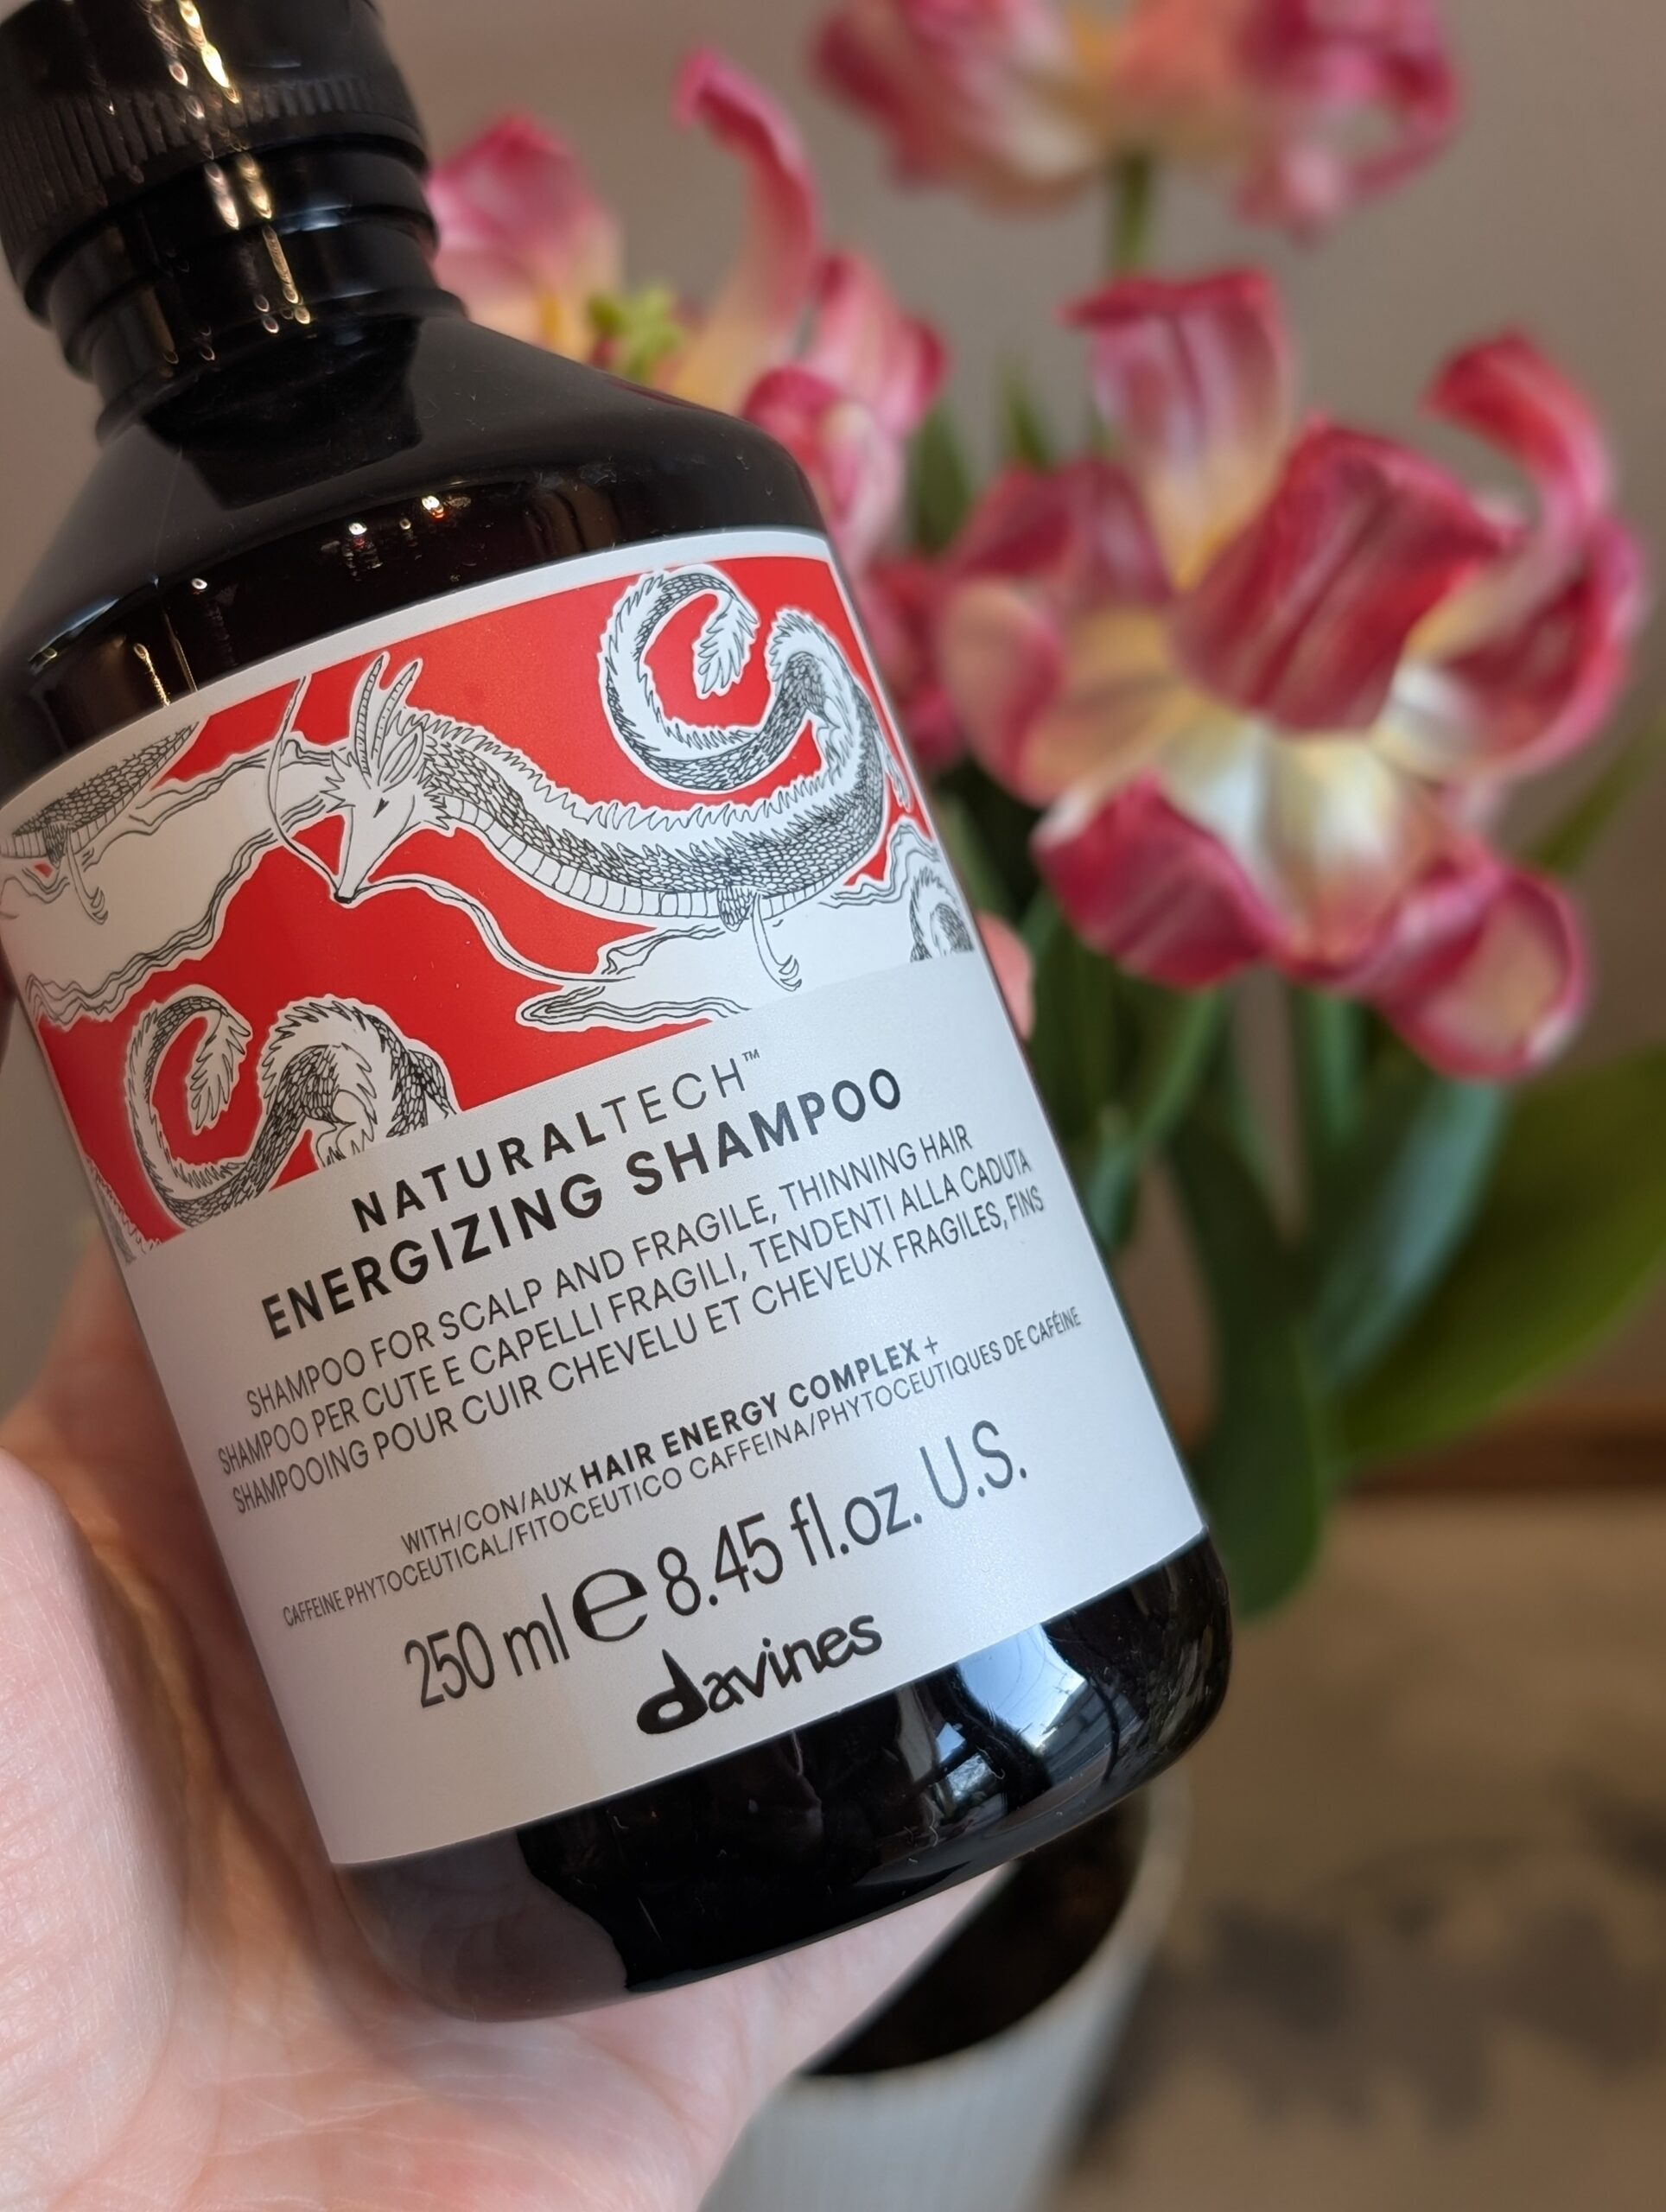 NATURALTECH™
ENERGIZING SHAMPOO
SHAMPOO FOR SCALP AND FRAGILE, THINNING HAIR
SHAMPOO PER CUTE E CAPELLI FRAGILI, TENDENTI ALLA CADUTA
SHAMPOOING POUR CUIR CHEVELU ET CHEVEUX FRAGILES, FINS
WITH/CON/AUX HAIR ENERGY COMPLEX +
CAFFEINE PHYTOCEUTICAL/FITOCEUTICO CAFFEINA/PHYTOCEUTIQUES DE CAFÉINE
250 ml e 8.45 fl.oz. U.S.
davines